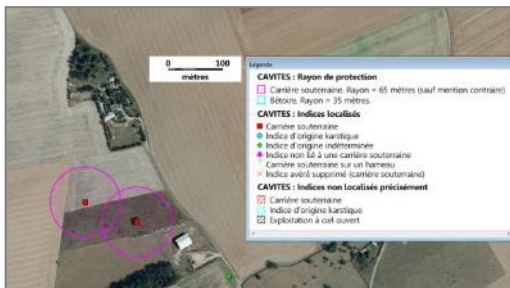 0 100
mètres
Légende
CAVITES : Rayon de protection
Carrière souterraine. Rayon = 65 mètres (sauf mention contraire)
Bétoire. Rayon = 35 mètres.
CAVITES : Indices localisés
Carrière souterraine
Indice d'origine karstique
Indice d'origine indéterminée
Indice non lié à une carrière souterraine
Carrière souterraine sur un hameau
Indice avéré supprimé (carrière souterraine)
CAVITES : Indices non localisés précisément
Carrière souterraine
Indice d'origine karstique
Exploitation à ciel ouvert